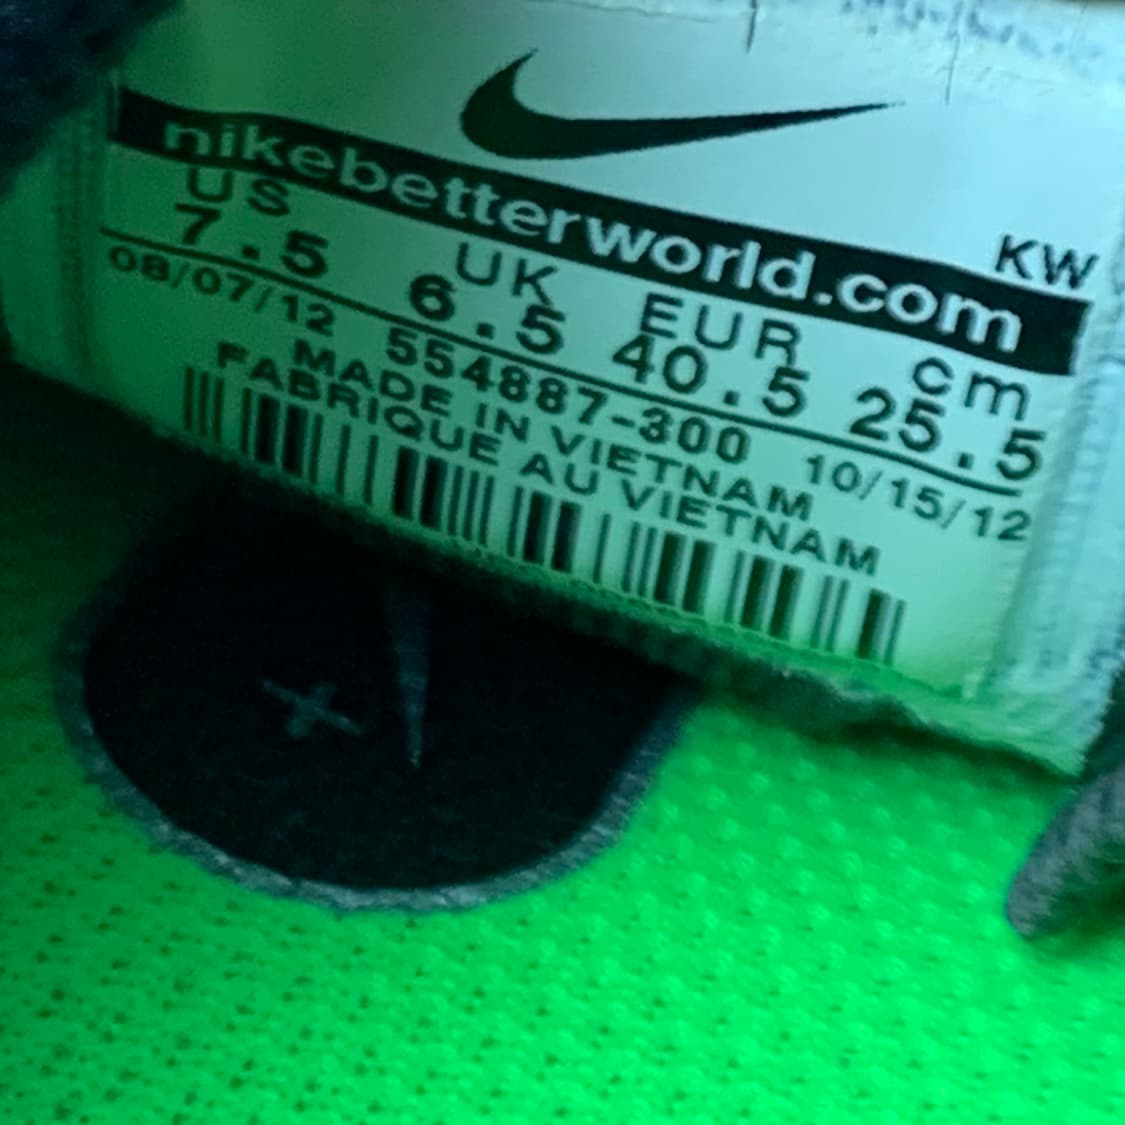 nikebetterworld.com
KW
US UK EUR cm
7.5 6.5 40.5 25.5
08/07/12 554887-300 10/15/12
MADE IN VIETNAM
FABRIQUE AU VIETNAM